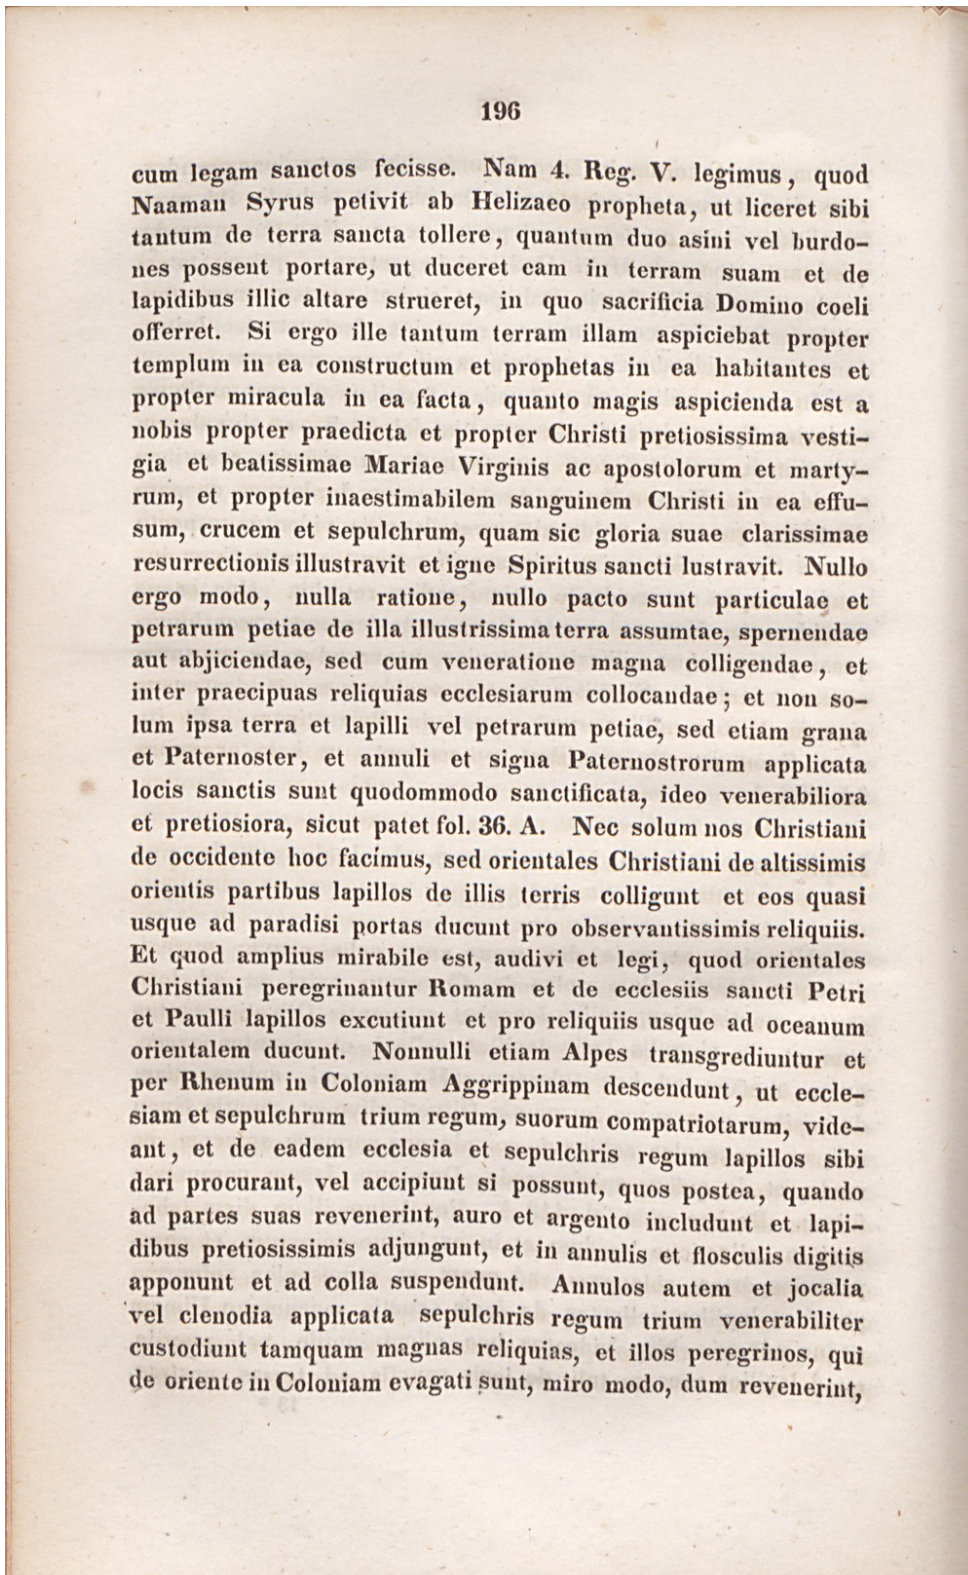 196
cum legam sanctos fecisse. Nam 4. Reg. V. legimus, quod
Naaman Syrus petivit ab Helizaeo propheta, ut liceret sibi
tantum de terra sancta tollere, quantum duo asini vel burdo–
nes possent portare, ut duceret eam in terram suam et de
lapidibus illic altare strueret, in quo sacrificia Domino coeli
offerret. Si ergo ille tantum terram illam aspiciebat propter
templum in ea constructum et prophetas in ea habitantes et
propter miracula in ea facta, quanto magis aspicienda est a
nobis propter praedicta et propter Christi pretiosissima vesti–
gia et beatissimae Mariae Virginis ac apostolorum et marty–
rum, et propter inaestimabilem sanguinem Christi in ea effu–
sum, crucem et sepulchrum, quam sic gloria suae clarissimae
resurrectionis illustravit et igne Spiritus sancti lustravit. Nullo
ergo modo, nulla ratione, nullo pacto sunt particulae et
petrarum petiae de illa illustrissima terra assumtae, spernendae
aut abjiciendae, sed cum veneratione magna colligendae, et
inter praecipuas reliquias ecclesiarum collocandae; et non so–
lum ipsa terra et lapilli vel petrarum petiae, sed etiam grana
et Paternoster, et annuli et signa Paternostrorum applicata
locis sanctis sunt quodommodo sanctificata, ideo venerabiliora
et pretiosiora, sicut patet fol. 36. A. Nec solum nos Christiani
de occidente hoc facimus, sed orientales Christiani de altissimis
orientis partibus lapillos de illis terris colligunt et eos quasi
usque ad paradisi portas ducunt pro observantissimis reliquiis.
Et quod amplius mirabile est, audivi et legi, quod orientales
Christiani peregrinantur Romam et de ecclesiis sancti Petri
et Paulli lapillos excutiunt et pro reliquiis usque ad oceanum
orientalem ducunt. Nonnulli etiam Alpes transgrediuntur et
per Rhenum in Coloniam Aggrippinam descendunt, ut eccle–
siam et sepulchrum trium regum, suorum compatriotarum, vide–
ant, et de eadem ecclesia et sepulchris regum lapillos sibi
dari procurant, vel accipiunt si possunt, quos postea, quando
ad partes suas revenerint, auro et argento includunt et lapi–
dibus pretiosissimis adjungunt, et in annulis et flosculis digitis
apponunt et ad colla suspendunt. Annulos autem et jocalia
vel clenodia applicata sepulchris regum trium venerabiliter
custodiunt tamquam magnas reliquias, et illos peregrinos, qui
de oriente in Coloniam evagati sunt, miro modo, dum revenerint,